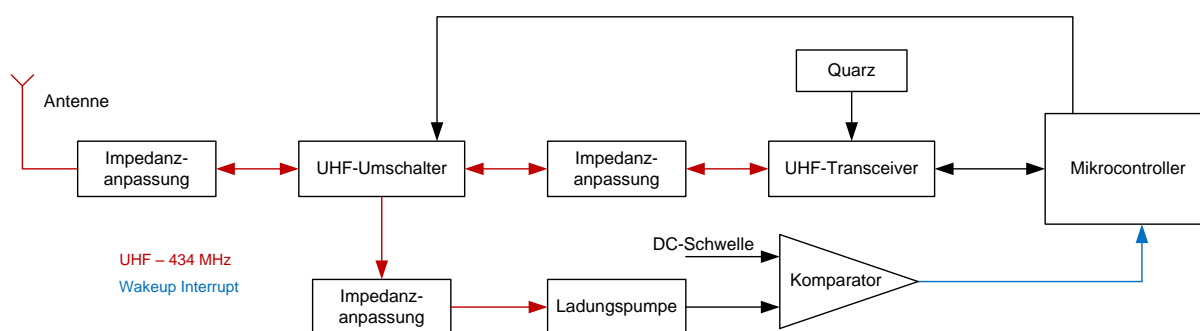 Quarz
Antenne
Impedanz-
anpassung
UHF-Umschalter
Impedanz-
anpassung
UHF-Transceiver
Mikrocontroller
UHF – 434 MHz
Wakeup Interrupt
DC-Schwelle
Komparator
Impedanz-
anpassung
Ladungspumpe